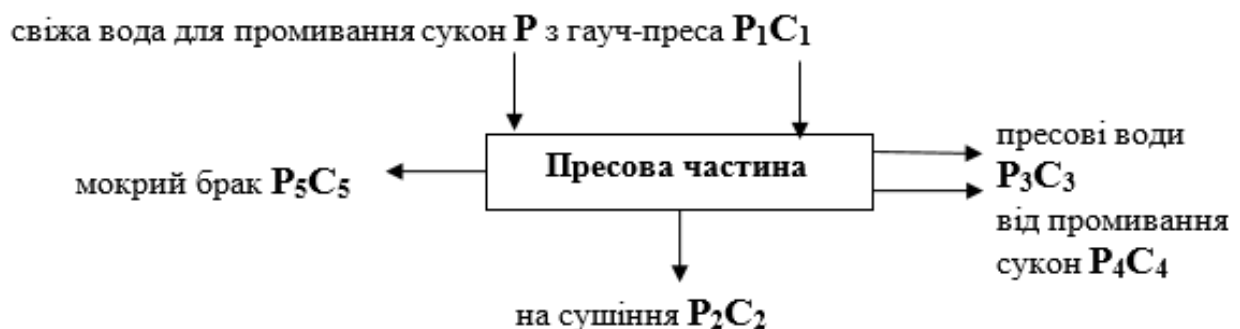 свіжа вода для промивання сукон P з гауч-преса P₁C₁
Пресова частина
мокрий брак P₅C₅
пресові води
P₃C₃
від промивання
сукон P₄C₄
на сушіння P₂C₂